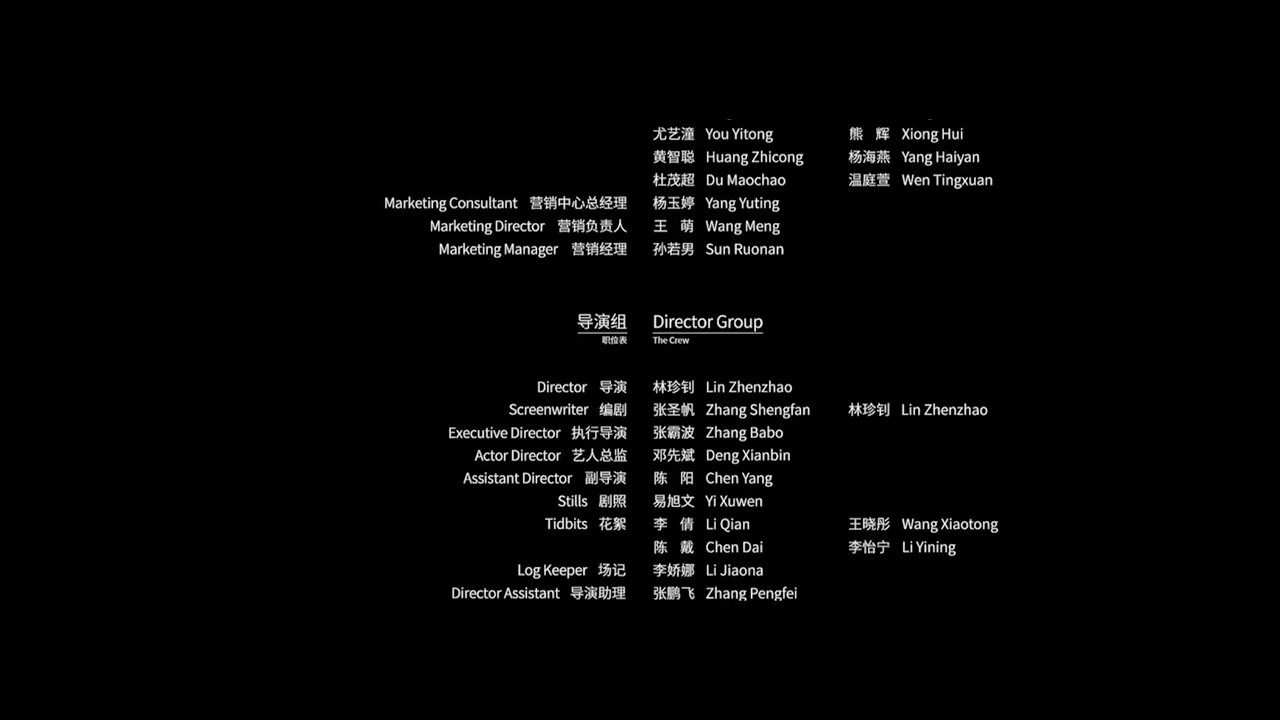 尤艺潼 You Yitong 熊 辉 Xiong Hui
黄智聪 Huang Zhicong 杨海燕 Yang Haiyan
杜茂超 Du Maochao 温庭萱 Wen Tingxuan
Marketing Consultant 营销中心总经理 杨玉婷 Yang Yuting
Marketing Director 营销负责人 王 萌 Wang Meng
Marketing Manager 营销经理 孙若男 Sun Ruonan
导演组 Director Group
职位表 The Crew
Director 导演 林珍钊 Lin Zhenzhao
Screenwriter 编剧 张圣帆 Zhang Shengfan 林珍钊 Lin Zhenzhao
Executive Director 执行导演 张霸波 Zhang Babo
Actor Director 艺人总监 邓先斌 Deng Xianbin
Assistant Director 副导演 陈 阳 Chen Yang
Stills 剧照 易旭文 Yi Xuwen
Tidbits 花絮 李 倩 Li Qian 王晓彤 Wang Xiaotong
陈 戴 Chen Dai 李怡宁 Li Yining
Log Keeper 场记 李娇娜 Li Jiaona
Director Assistant 导演助理 张鹏飞 Zhang Pengfei